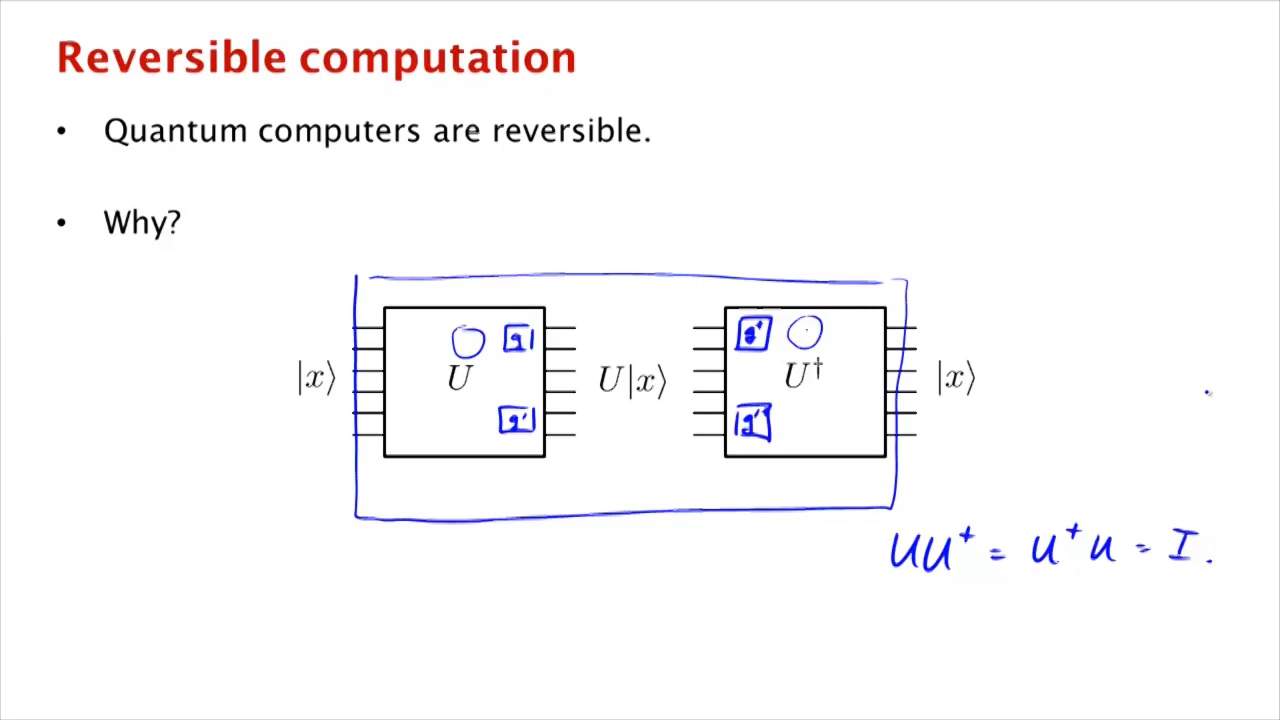 Reversible computation
• Quantum computers are reversible.
• Why?
g g†
|x⟩ U U|x⟩ U† |x⟩
g' g'†
UU† = U†U = I.